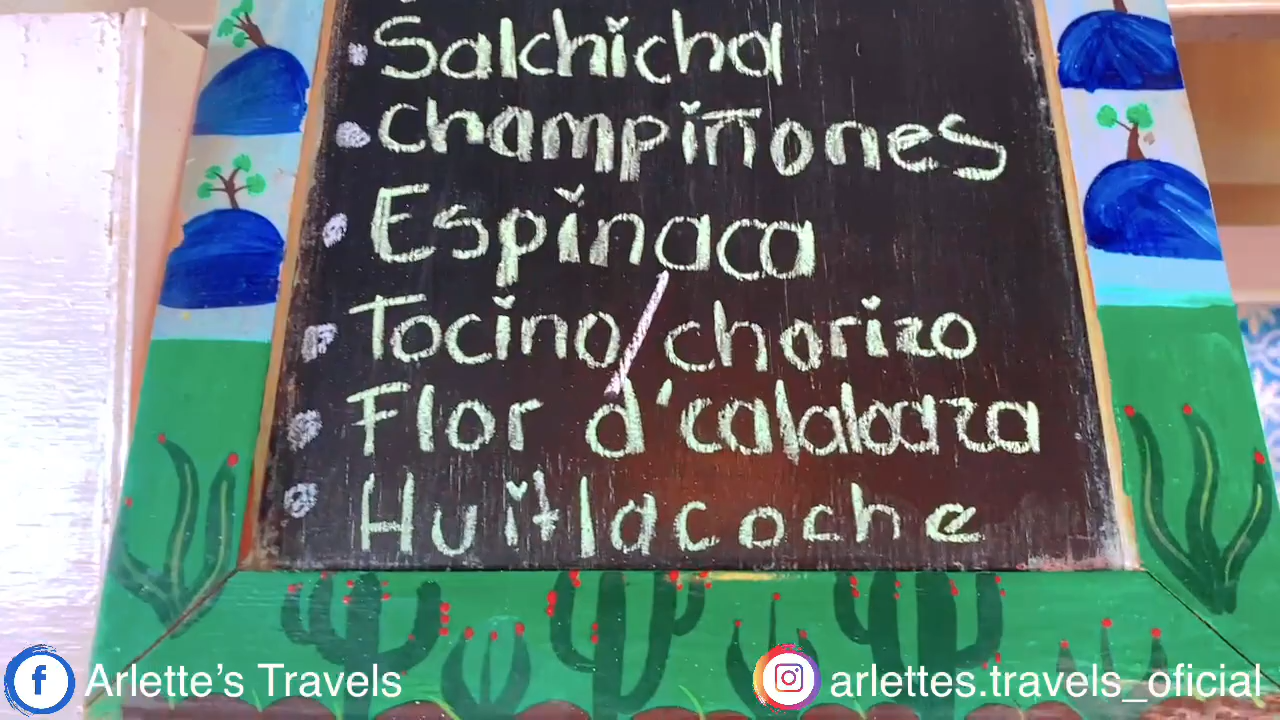 • Salchicha
• Champiñones
• Espinaca
• Tocino/chorizo
• Flor d'calabaza
• Huitlacoche
Arlette's Travels
arlettes.travels_oficial